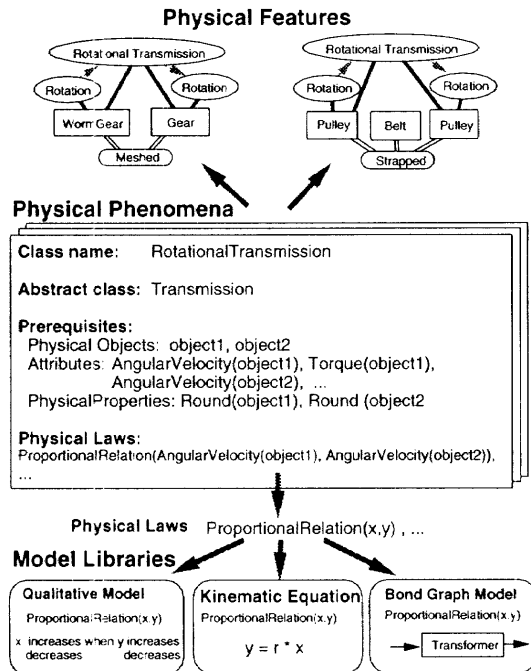 Physical Features
Rotational Transmission
Rotation
Rotation
Worm Gear
Gear
Meshed
Rotational Transmission
Rotation
Rotation
Pulley
Belt
Pulley
Strapped
Physical Phenomena
Class name: RotationalTransmission
Abstract class: Transmission
Prerequisites:
Physical Objects: object1, object2
Attributes: AngularVelocity(object1), Torque(object1),
AngularVelocity(object2), ...
PhysicalProperties: Round(object1), Round (object2
Physical Laws:
ProportionalRelation(AngularVelocity(object1), AngularVelocity(object2)),
...
Physical Laws ProportionalRelation(x,y) , ...
Model Libraries
Qualitative Model
ProportionalRelation(x,y)
x increases when y increases
decreases decreases
Kinematic Equation
ProportionalRelation(x,y)
y = r * x
Bond Graph Model
ProportionalRelation(x,y)
Transformer